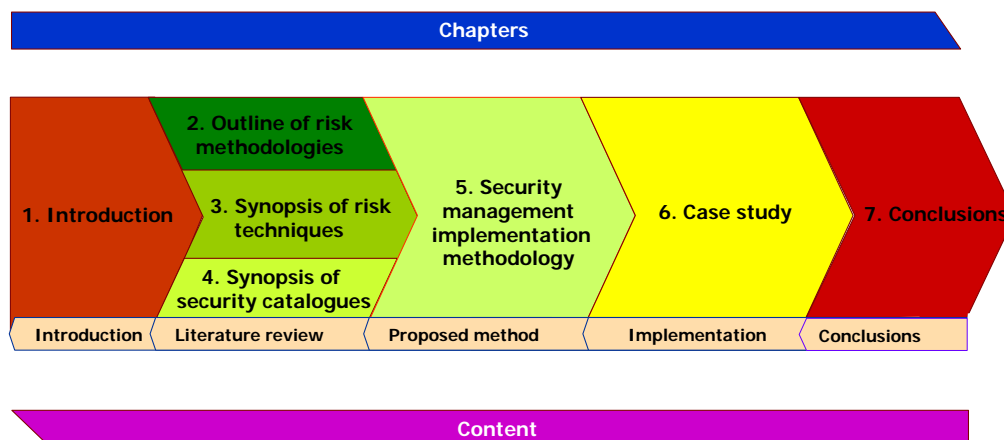 Chapters
1. Introduction
2. Outline of risk
methodologies
3. Synopsis of risk
techniques
4. Synopsis of
security catalogues
5. Security
management
implementation
methodology
6. Case study
7. Conclusions
Introduction
Literature review
Proposed method
Implementation
Conclusions
Content